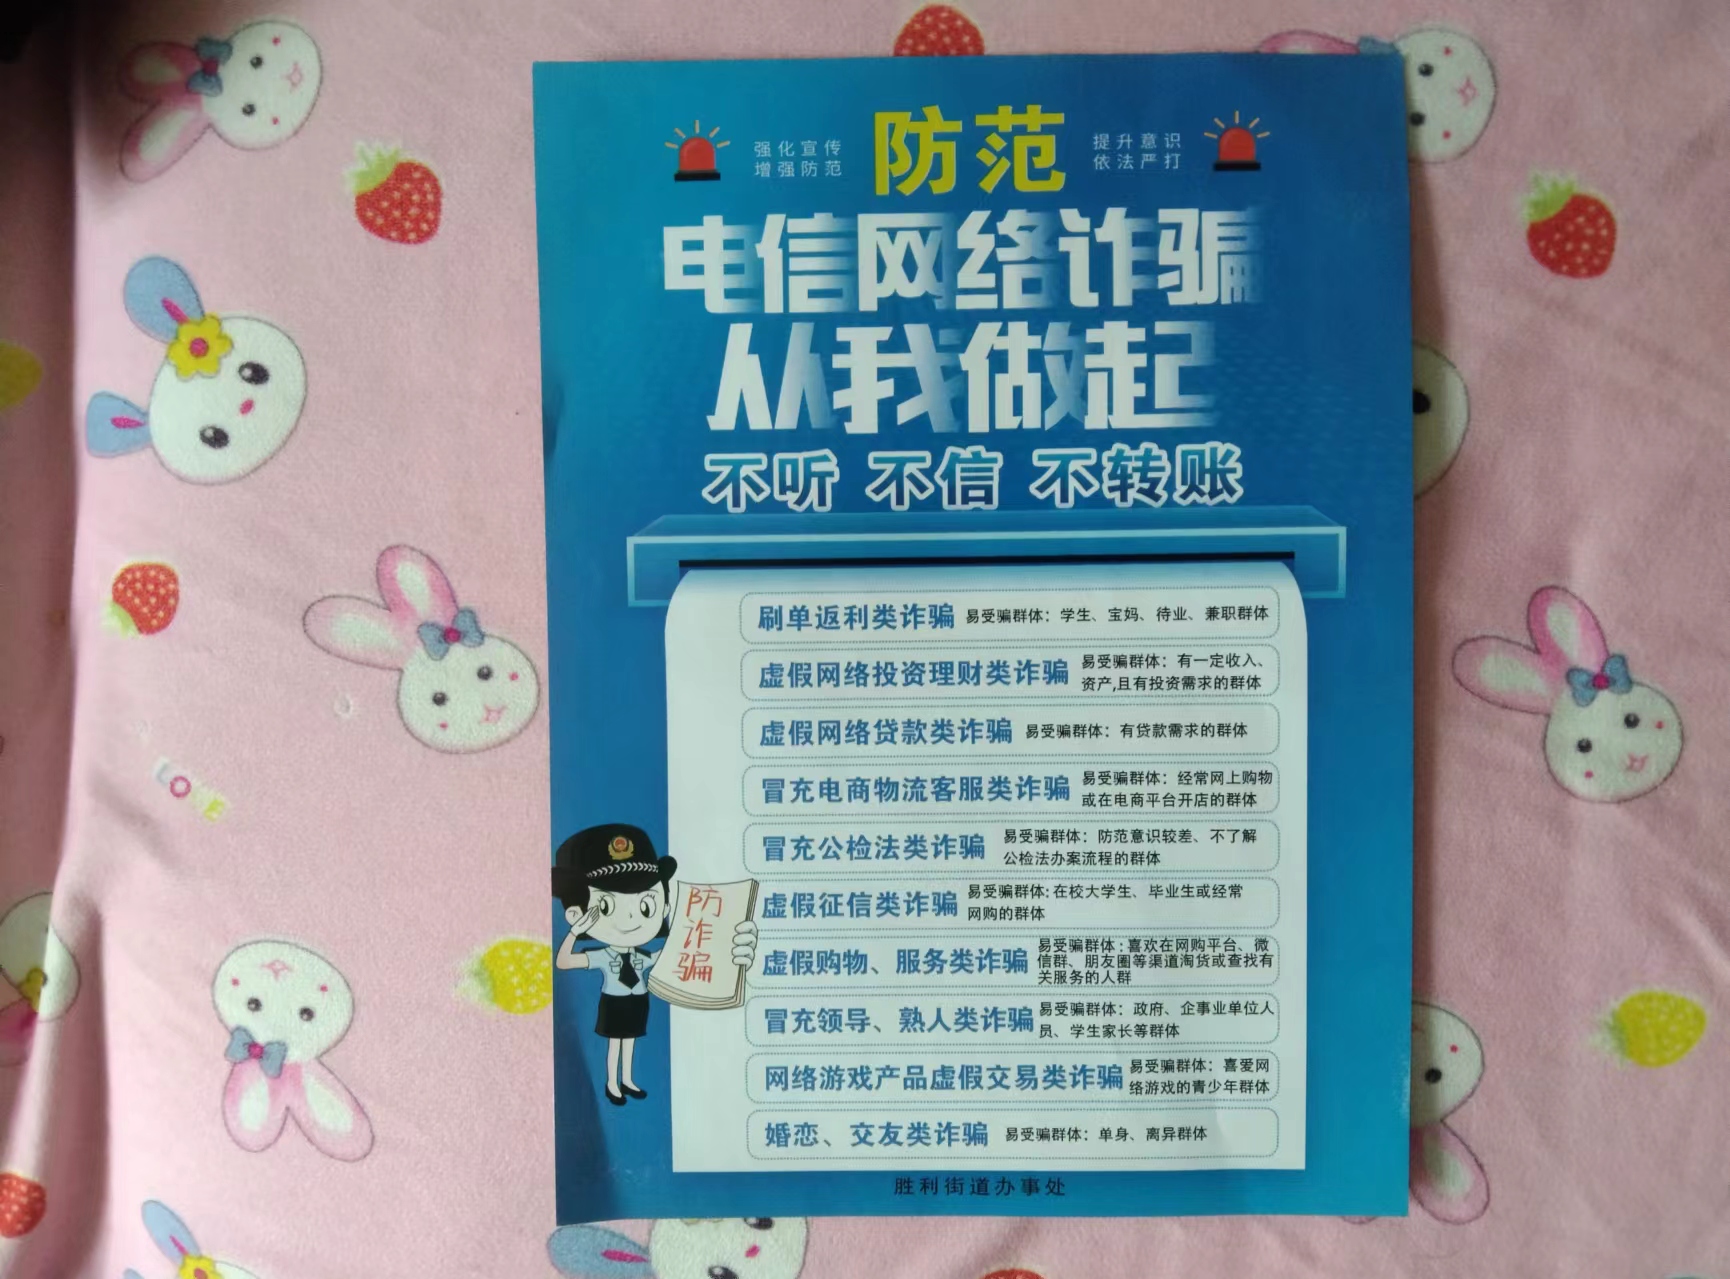 强化宣传
增强防范
防范
提升意识
依法严打
电信网络诈骗
从我做起
不听 不信 不转账
刷单返利类诈骗 易受骗群体：学生、宝妈、待业、兼职群体
虚假网络投资理财类诈骗 易受骗群体：有一定收入、
资产,且有投资需求的群体
虚假网络贷款类诈骗 易受骗群体：有贷款需求的群体
冒充电商物流客服类诈骗 易受骗群体：经常网上购物
或在电商平台开店的群体
冒充公检法类诈骗 易受骗群体：防范意识较差、不了解
公检法办案流程的群体
虚假征信类诈骗 易受骗群体：在校大学生、毕业生或经常
网购的群体
虚假购物、服务类诈骗 易受骗群体：喜欢在网购平台、微
信群、朋友圈等渠道淘货或查找有
关服务的人群
冒充领导、熟人类诈骗 易受骗群体：政府、企事业单位人
员、学生家长等群体
网络游戏产品虚假交易类诈骗 易受骗群体：喜爱网
络游戏的青少年群体
婚恋、交友类诈骗 易受骗群体：单身、离异群体
防
诈
骗
胜利街道办事处
LOVE